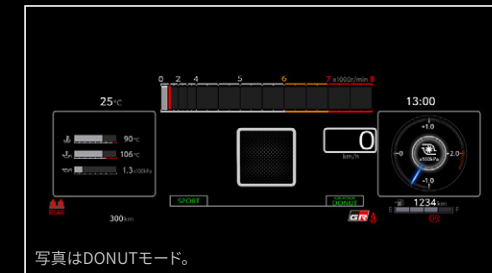 0 2 4 5 6 7 x1000r/min 8
25°C
13:00
90°C
106°C
1.3 x100kPa
0
km/h
+1.0
-0
+2.0
x100kPa
-1.0
SPORT
DONUT
REAR
300 km
GR
1234 km
E F
写真はDONUTモード。